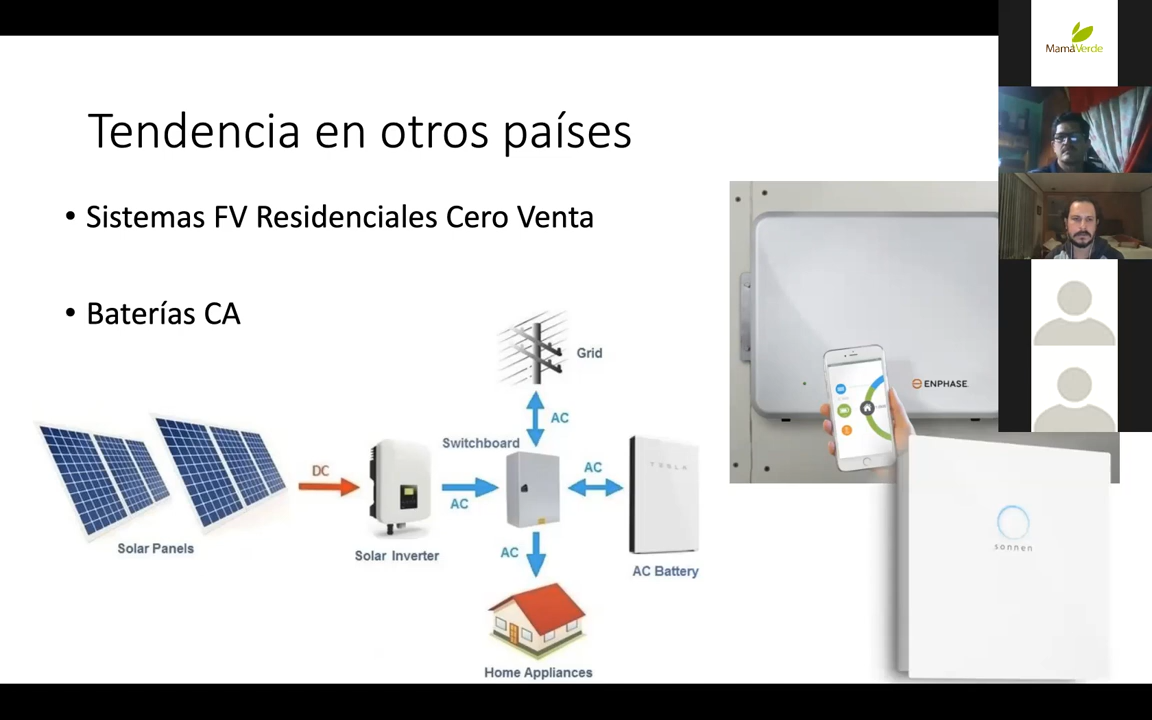 MamáVerde
Tendencia en otros países
• Sistemas FV Residenciales Cero Venta
• Baterías CA
Grid
AC
Switchboard
DC
AC
AC
AC
TESLA
Solar Panels
Solar Inverter
AC Battery
Home Appliances
ENPHASE
sonnen